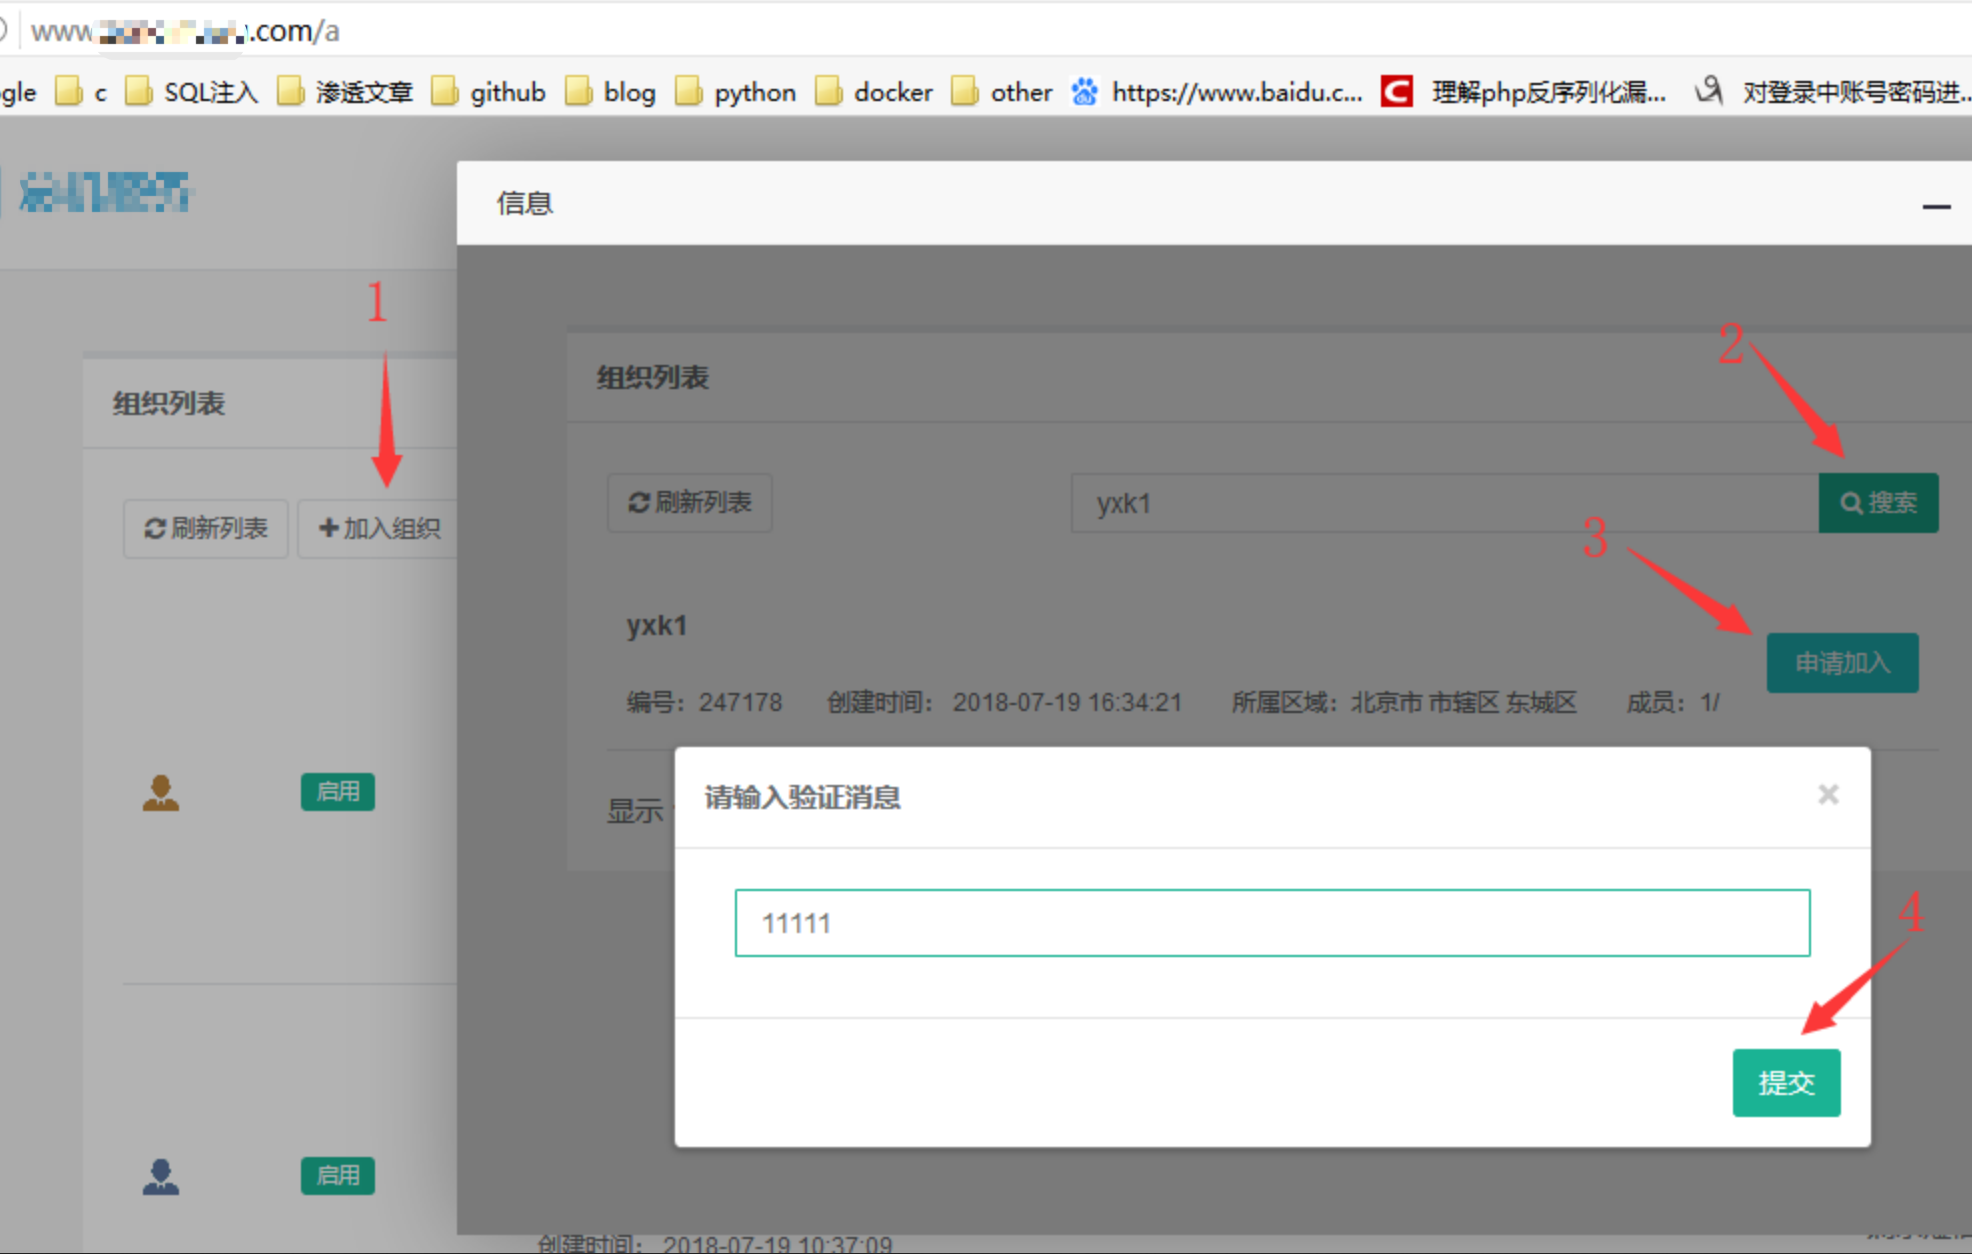 www
.com/a
gle c SQL注入 渗透文章 github blog python docker other https://www.baidu.c... 理解php反序列化漏... 对登录中账号密码进...
信息
1
2
组织列表
组织列表
刷新列表 加入组织
刷新列表 yxk1 搜索
3
yxk1
申请加入
编号: 247178 创建时间: 2018-07-19 16:34:21 所属区域: 北京市 市辖区 东城区 成员: 1/
启用
显示
请输入验证消息 ×
11111
4
提交
启用
创建时间: 2018-07-19 10:37:09